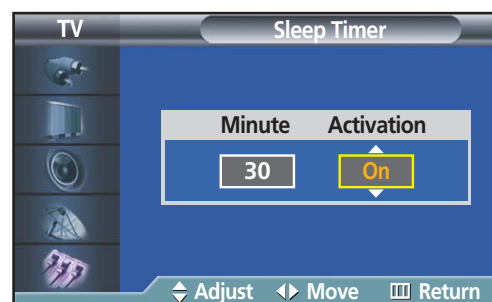 TV Sleep Timer
Minute Activation
30 On
Adjust Move Return